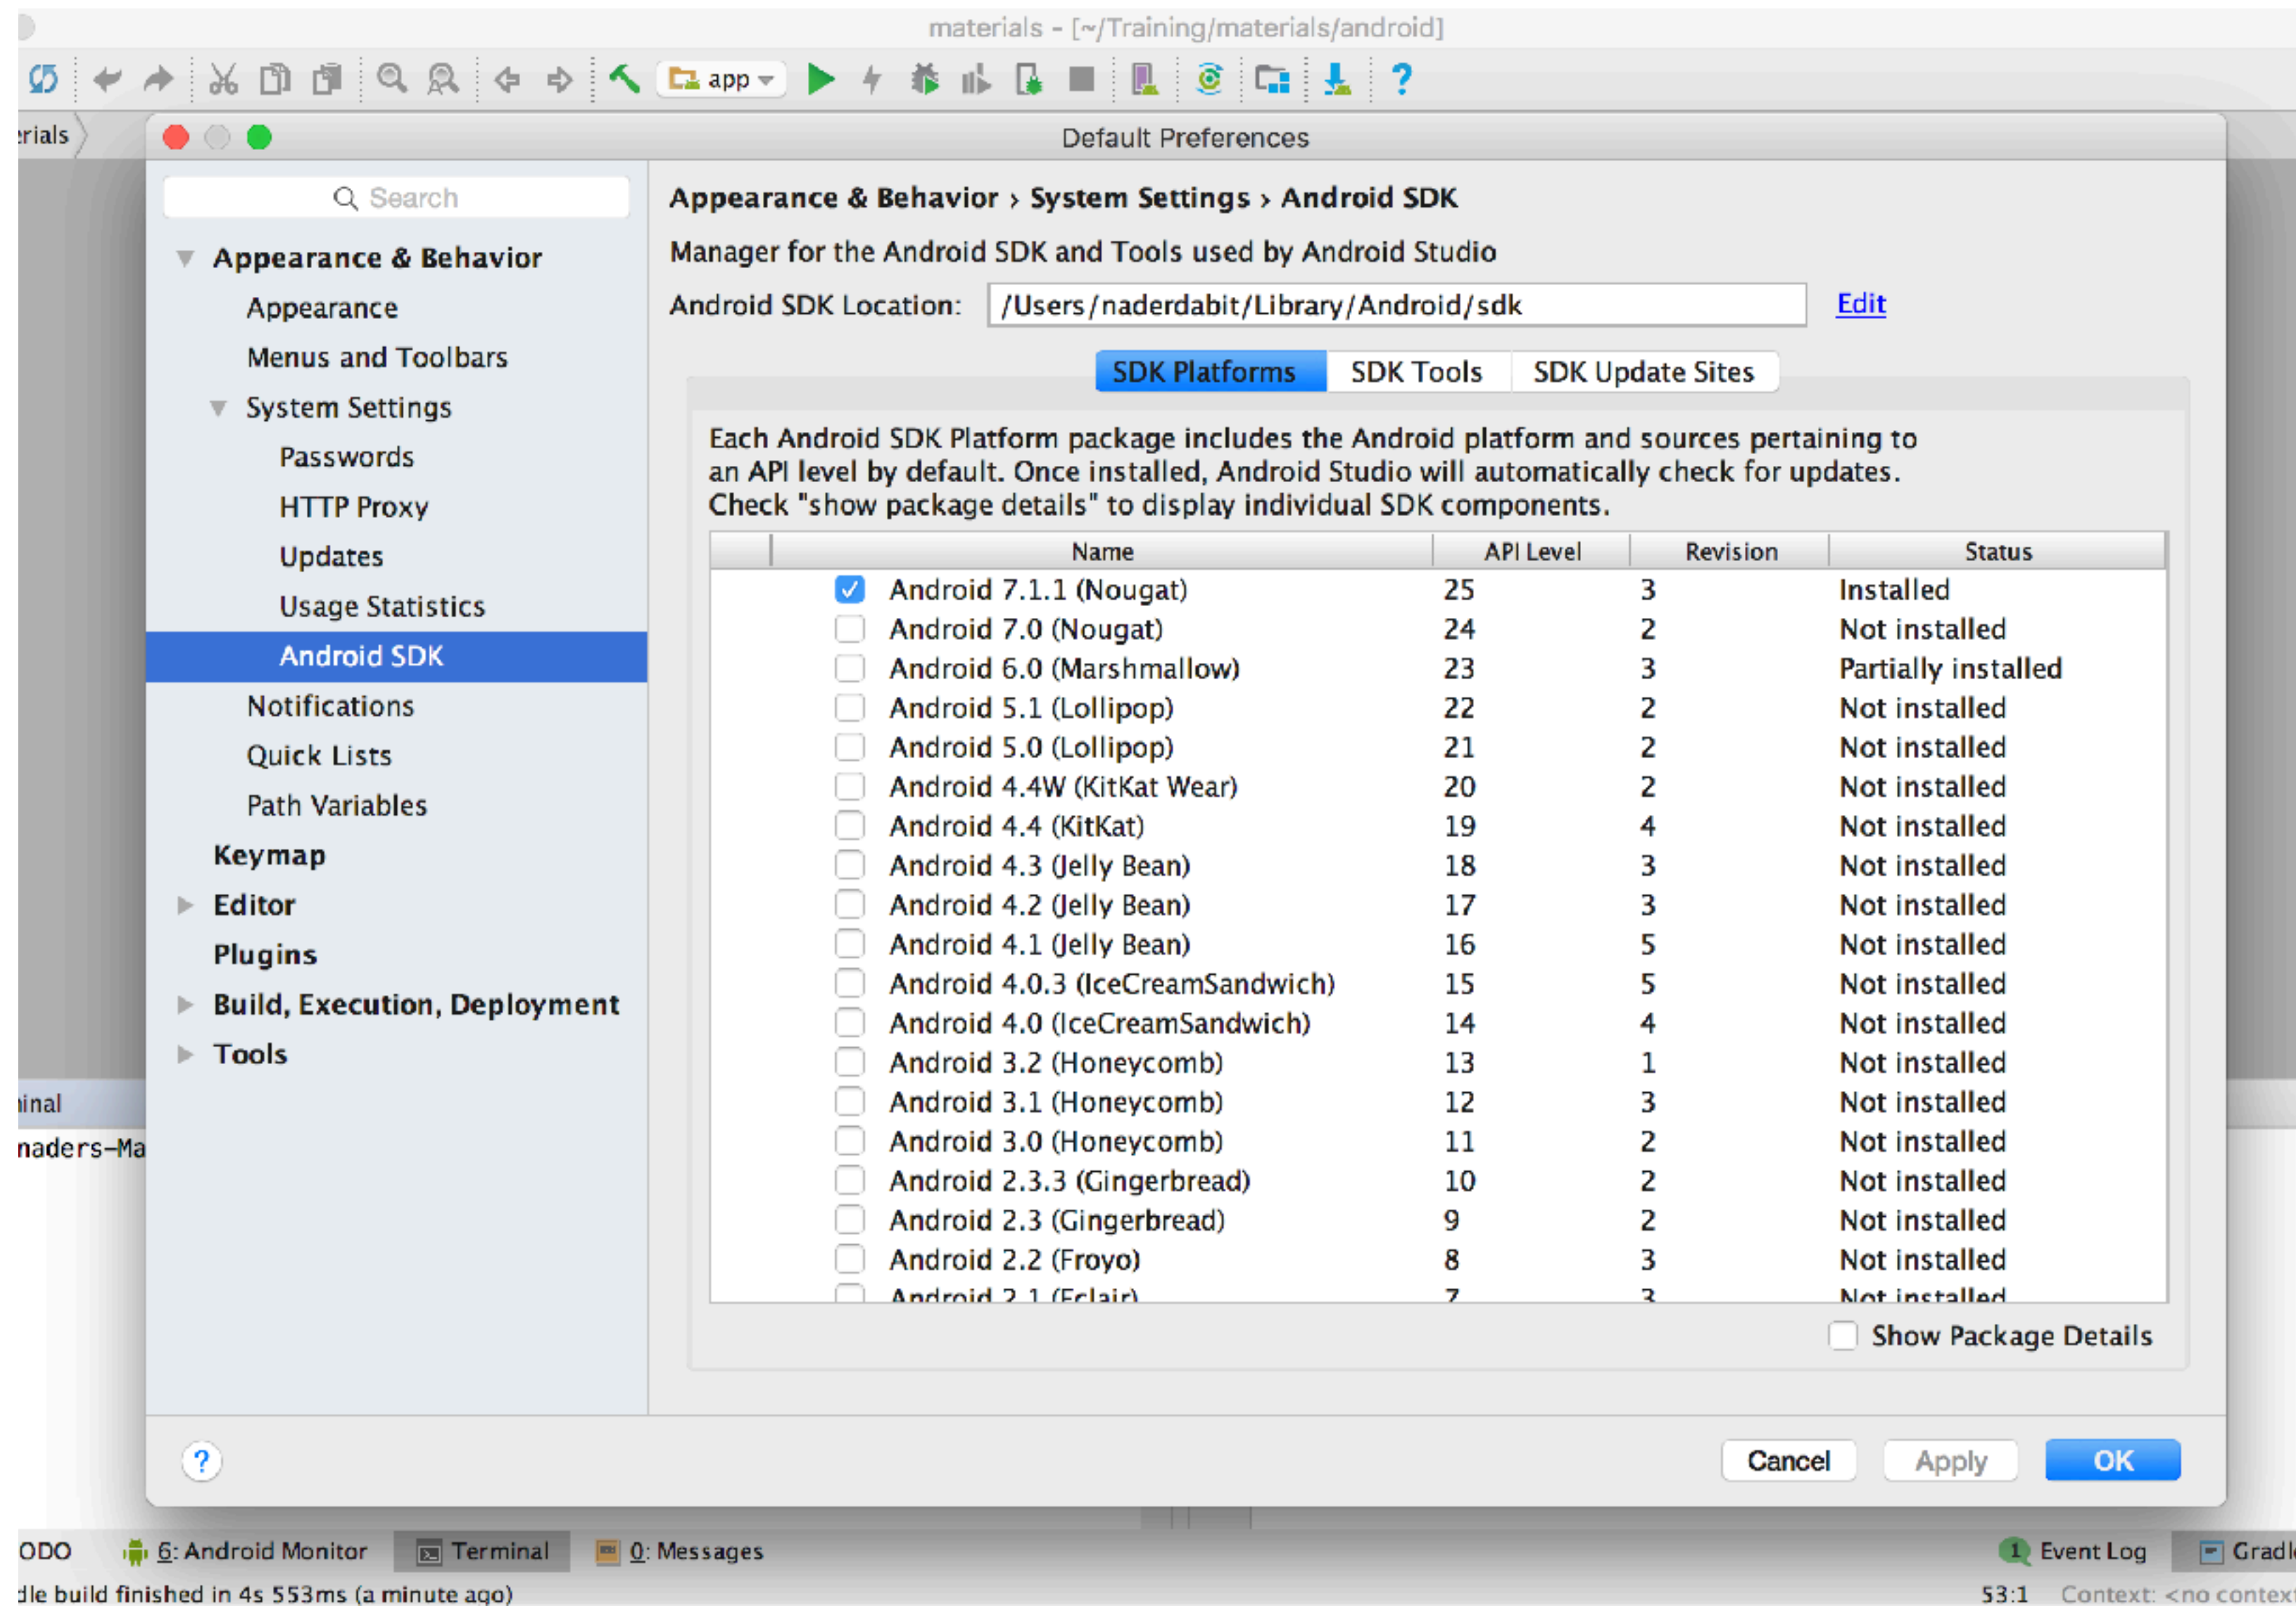 materials - [~/Training/materials/android]
app
erials
Default Preferences
Search
Appearance & Behavior
Appearance
Menus and Toolbars
System Settings
Passwords
HTTP Proxy
Updates
Usage Statistics
Android SDK
Notifications
Quick Lists
Path Variables
Keymap
Editor
Plugins
Build, Execution, Deployment
Tools
Appearance & Behavior › System Settings › Android SDK
Manager for the Android SDK and Tools used by Android Studio
Android SDK Location: /Users/naderdabit/Library/Android/sdk Edit
SDK Platforms SDK Tools SDK Update Sites
Each Android SDK Platform package includes the Android platform and sources pertaining to
an API level by default. Once installed, Android Studio will automatically check for updates.
Check "show package details" to display individual SDK components.
Name API Level Revision Status
Android 7.1.1 (Nougat) 25 3 Installed
Android 7.0 (Nougat) 24 2 Not installed
Android 6.0 (Marshmallow) 23 3 Partially installed
Android 5.1 (Lollipop) 22 2 Not installed
Android 5.0 (Lollipop) 21 2 Not installed
Android 4.4W (KitKat Wear) 20 2 Not installed
Android 4.4 (KitKat) 19 4 Not installed
Android 4.3 (Jelly Bean) 18 3 Not installed
Android 4.2 (Jelly Bean) 17 3 Not installed
Android 4.1 (Jelly Bean) 16 5 Not installed
Android 4.0.3 (IceCreamSandwich) 15 5 Not installed
Android 4.0 (IceCreamSandwich) 14 4 Not installed
Android 3.2 (Honeycomb) 13 1 Not installed
Android 3.1 (Honeycomb) 12 3 Not installed
Android 3.0 (Honeycomb) 11 2 Not installed
Android 2.3.3 (Gingerbread) 10 2 Not installed
Android 2.3 (Gingerbread) 9 2 Not installed
Android 2.2 (Froyo) 8 3 Not installed
Android 2.1 (Eclair) 7 3 Not installed
Show Package Details
Cancel Apply OK
inal
naders-Ma
ODO 6: Android Monitor Terminal 0: Messages 1 Event Log Gradle
dle build finished in 4s 553ms (a minute ago) 53:1 Context: <no context